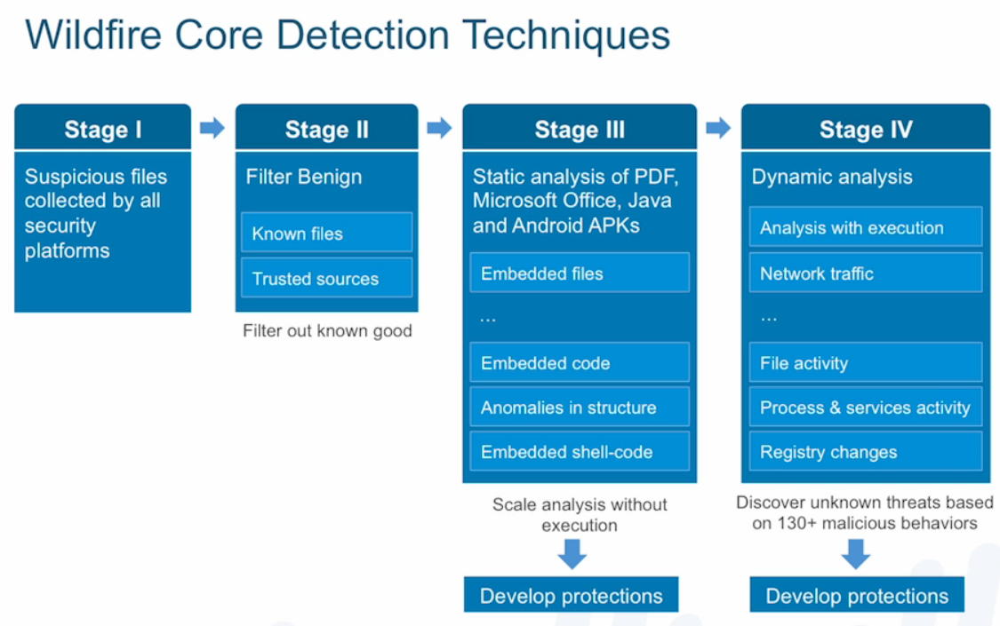 Wildfire Core Detection Techniques
Stage I
Suspicious files
collected by all
security
platforms
Stage II
Filter Benign
Known files
Trusted sources
Filter out known good
Stage III
Static analysis of PDF,
Microsoft Office, Java
and Android APKs
Embedded files
...
Embedded code
Anomalies in structure
Embedded shell-code
Scale analysis without
execution
Develop protections
Stage IV
Dynamic analysis
Analysis with execution
Network traffic
...
File activity
Process & services activity
Registry changes
Discover unknown threats based
on 130+ malicious behaviors
Develop protections